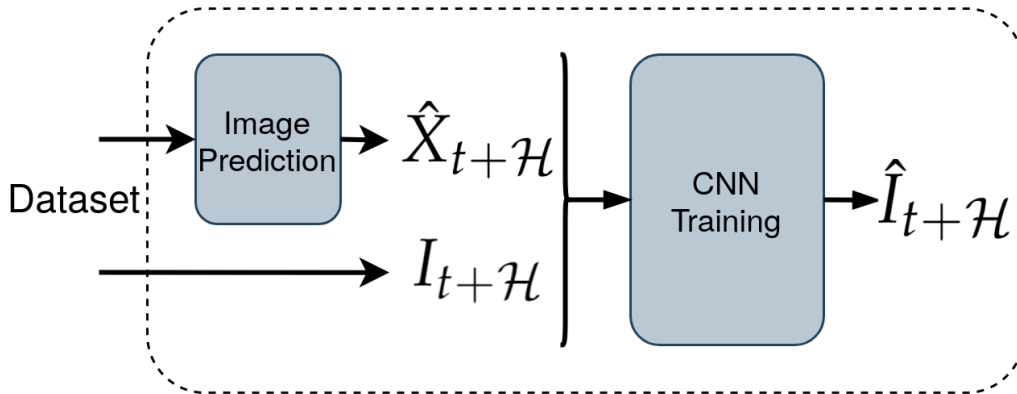 Dataset
Image
Prediction
X̂ₜ₊ℋ
Iₜ₊ℋ
CNN
Training
Îₜ₊ℋ